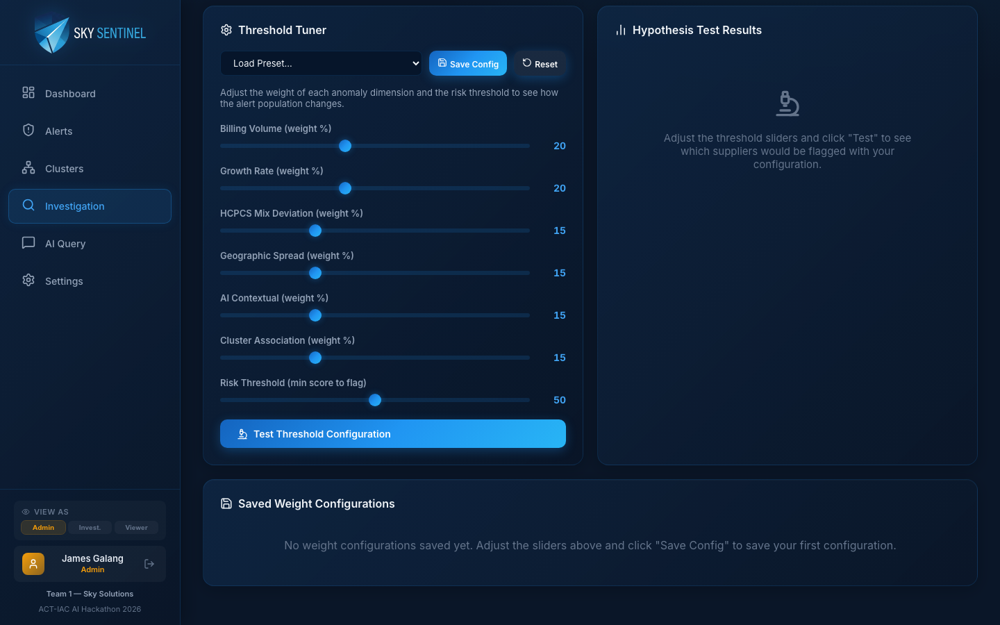 SKY SENTINEL
Dashboard
Alerts
Clusters
Investigation
AI Query
Settings
VIEW AS
Admin Invest. Viewer
James Galang
Admin
Team 1 — Sky Solutions
ACT-IAC AI Hackathon 2026
Threshold Tuner
Load Preset... Save Config Reset
Adjust the weight of each anomaly dimension and the risk threshold to see how
the alert population changes.
Billing Volume (weight %)
20
Growth Rate (weight %)
20
HCPCS Mix Deviation (weight %)
15
Geographic Spread (weight %)
15
AI Contextual (weight %)
15
Cluster Association (weight %)
15
Risk Threshold (min score to flag)
50
Test Threshold Configuration
Hypothesis Test Results
Adjust the threshold sliders and click "Test" to see
which suppliers would be flagged with your
configuration.
Saved Weight Configurations
No weight configurations saved yet. Adjust the sliders above and click "Save Config" to save your first configuration.